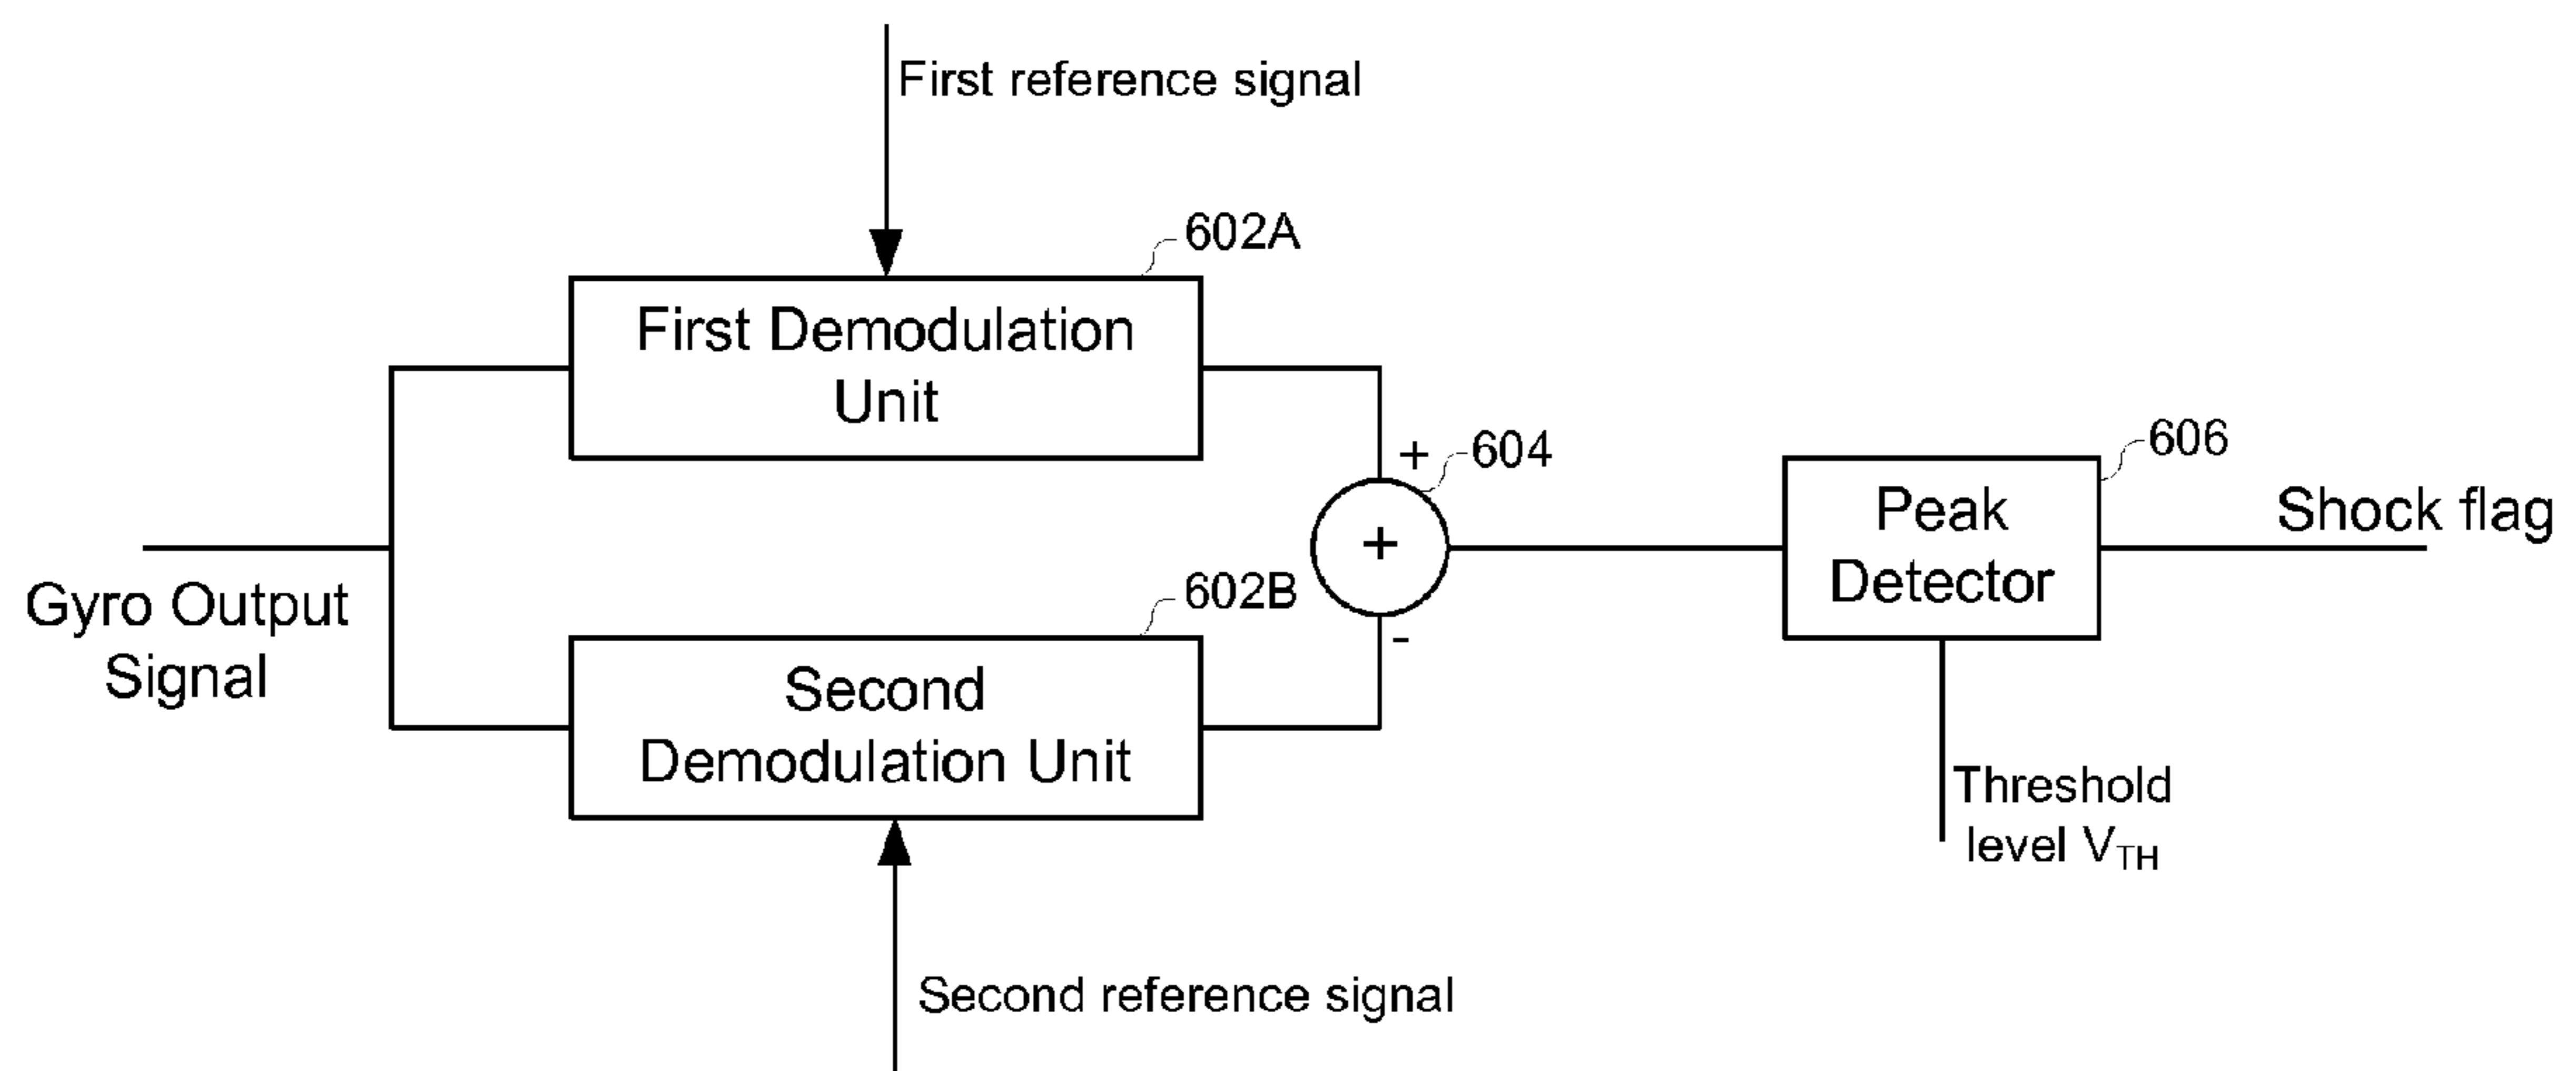 First reference signal
602A
First Demodulation
Unit
+
604
606
Peak
Detector
Shock flag
+
Gyro Output
Signal
602B
-
Second
Demodulation Unit
Threshold
level V_TH
Second reference signal